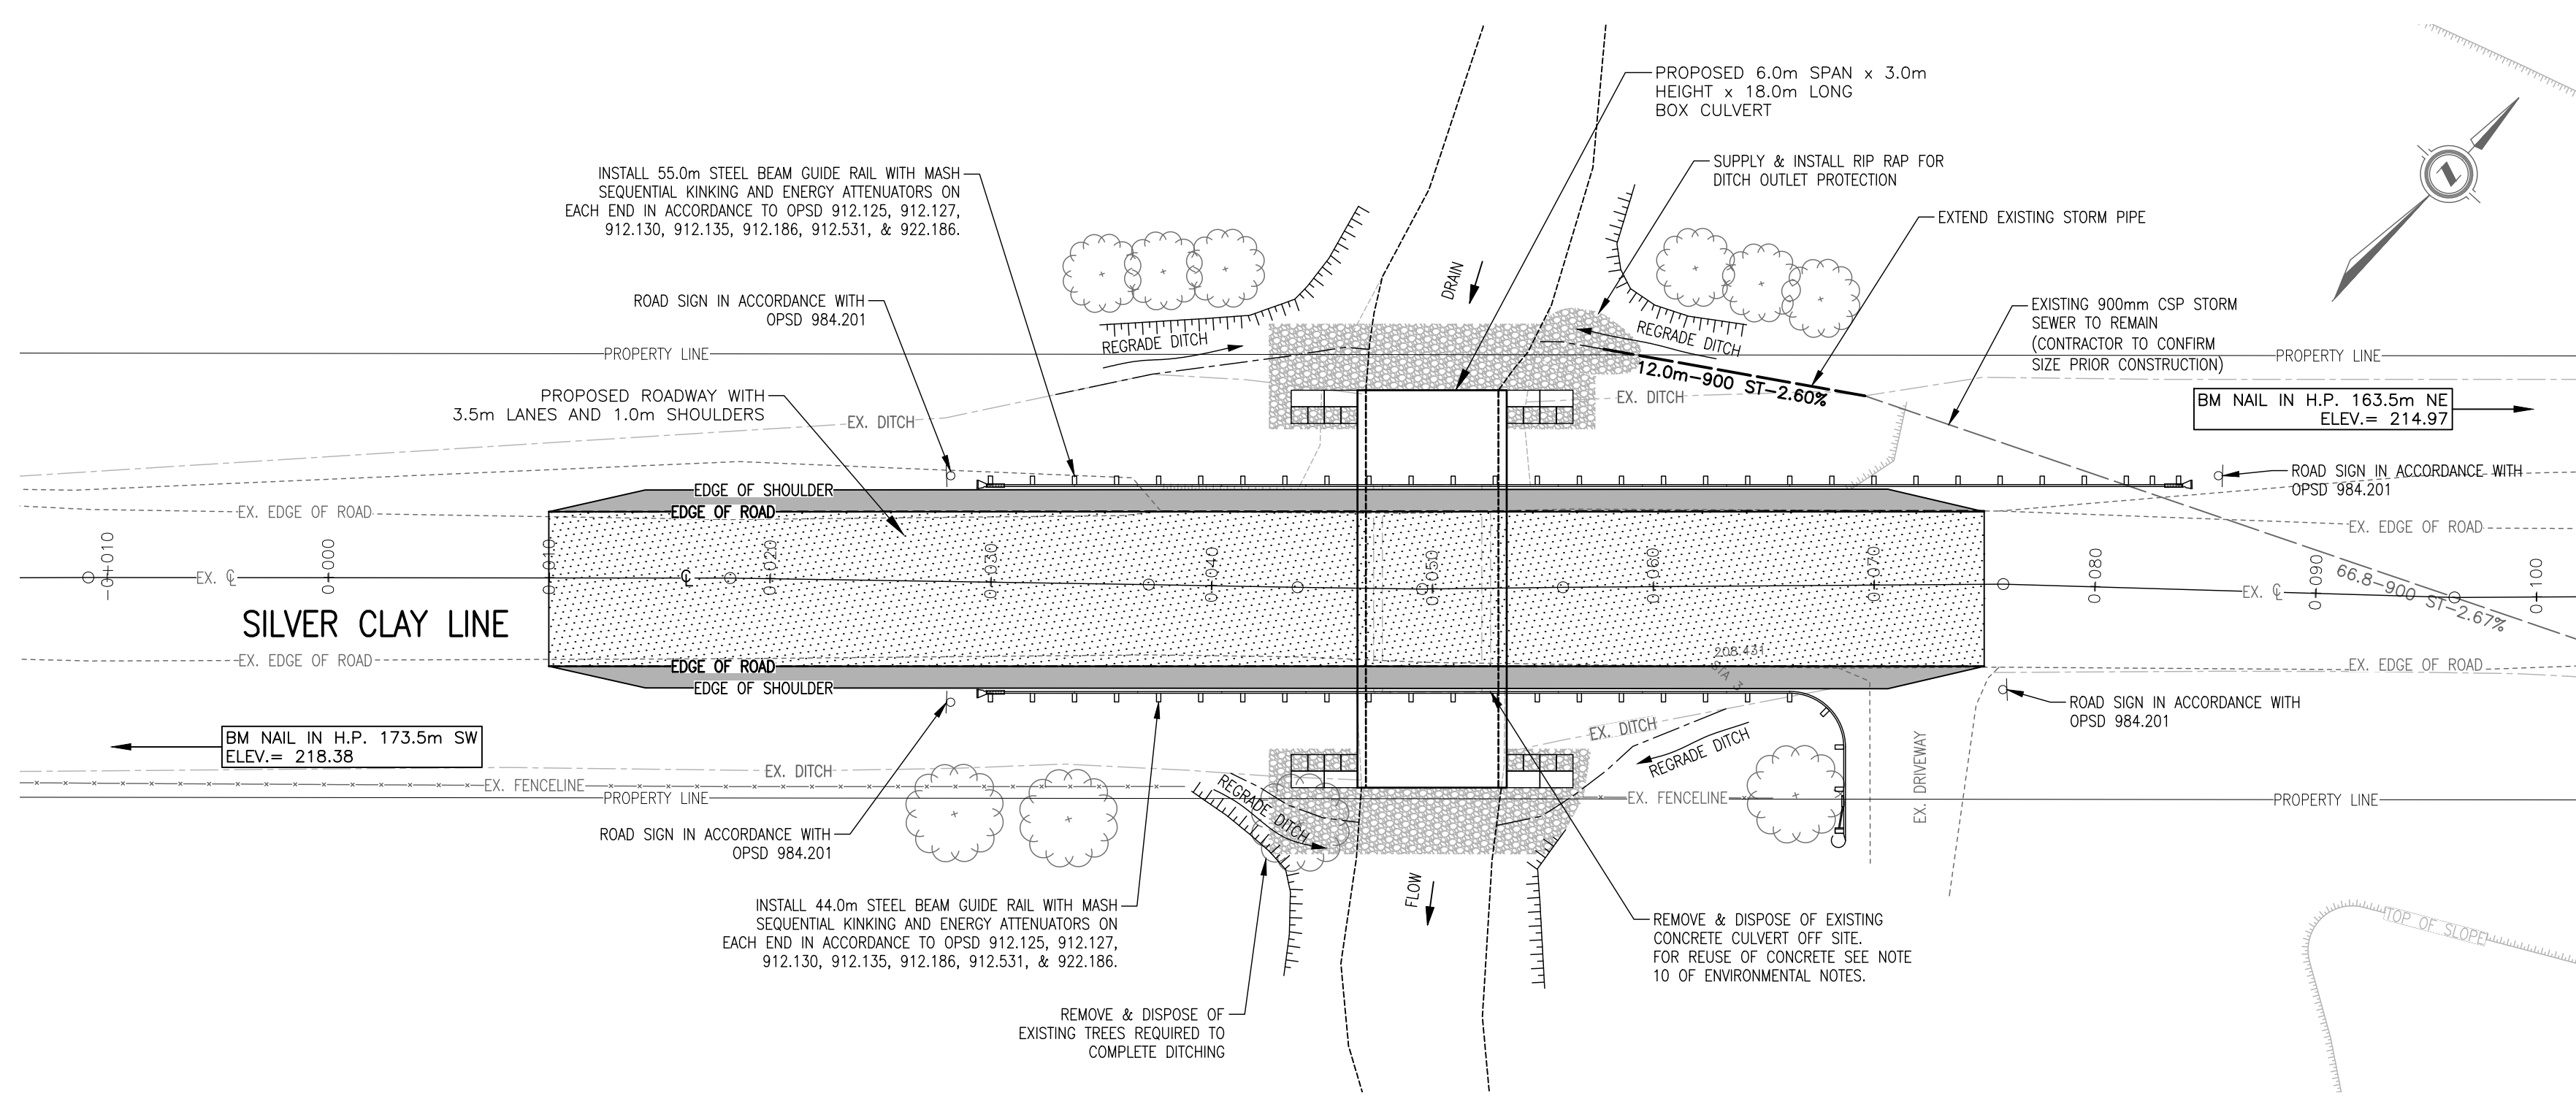 PROPOSED 6.0m SPAN x 3.0m
HEIGHT x 18.0m LONG
BOX CULVERT
SUPPLY & INSTALL RIP RAP FOR
DITCH OUTLET PROTECTION
INSTALL 55.0m STEEL BEAM GUIDE RAIL WITH MASH
SEQUENTIAL KINKING AND ENERGY ATTENUATORS ON
EACH END IN ACCORDANCE TO OPSD 912.125, 912.127,
912.130, 912.135, 912.186, 912.531, & 922.186.
EXTEND EXISTING STORM PIPE
DRAIN
ROAD SIGN IN ACCORDANCE WITH
OPSD 984.201
EXISTING 900mm CSP STORM
SEWER TO REMAIN
(CONTRACTOR TO CONFIRM
SIZE PRIOR CONSTRUCTION)
REGRADE DITCH
REGRADE DITCH
PROPERTY LINE
PROPERTY LINE
12.0m-900 ST-2.60%
PROPOSED ROADWAY WITH
3.5m LANES AND 1.0m SHOULDERS
EX. DITCH
EX. DITCH
BM NAIL IN H.P. 163.5m NE
ELEV.= 214.97
ROAD SIGN IN ACCORDANCE WITH
OPSD 984.201
EDGE OF SHOULDER
EX. EDGE OF ROAD
EDGE OF ROAD
EX. EDGE OF ROAD
-0+010
0+000
0+010
0+020
0+030
0+040
0+050
0+060
0+070
0+080
0+090
0+100
EX. ℄
℄
EX. ℄
66.8-900 ST-2.67%
SILVER CLAY LINE
EX. EDGE OF ROAD
EDGE OF ROAD
208.431
STA 3
EX. EDGE OF ROAD
EDGE OF SHOULDER
ROAD SIGN IN ACCORDANCE WITH
OPSD 984.201
BM NAIL IN H.P. 173.5m SW
ELEV.= 218.38
EX. DITCH
REGRADE DITCH
EX. DRIVEWAY
EX. DITCH
EX. FENCELINE
PROPERTY LINE
REGRADE DITCH
EX. FENCELINE
PROPERTY LINE
ROAD SIGN IN ACCORDANCE WITH
OPSD 984.201
FLOW
INSTALL 44.0m STEEL BEAM GUIDE RAIL WITH MASH
SEQUENTIAL KINKING AND ENERGY ATTENUATORS ON
EACH END IN ACCORDANCE TO OPSD 912.125, 912.127,
912.130, 912.135, 912.186, 912.531, & 922.186.
REMOVE & DISPOSE OF EXISTING
CONCRETE CULVERT OFF SITE.
FOR REUSE OF CONCRETE SEE NOTE
10 OF ENVIRONMENTAL NOTES.
TOP OF SLOPE
REMOVE & DISPOSE OF
EXISTING TREES REQUIRED TO
COMPLETE DITCHING